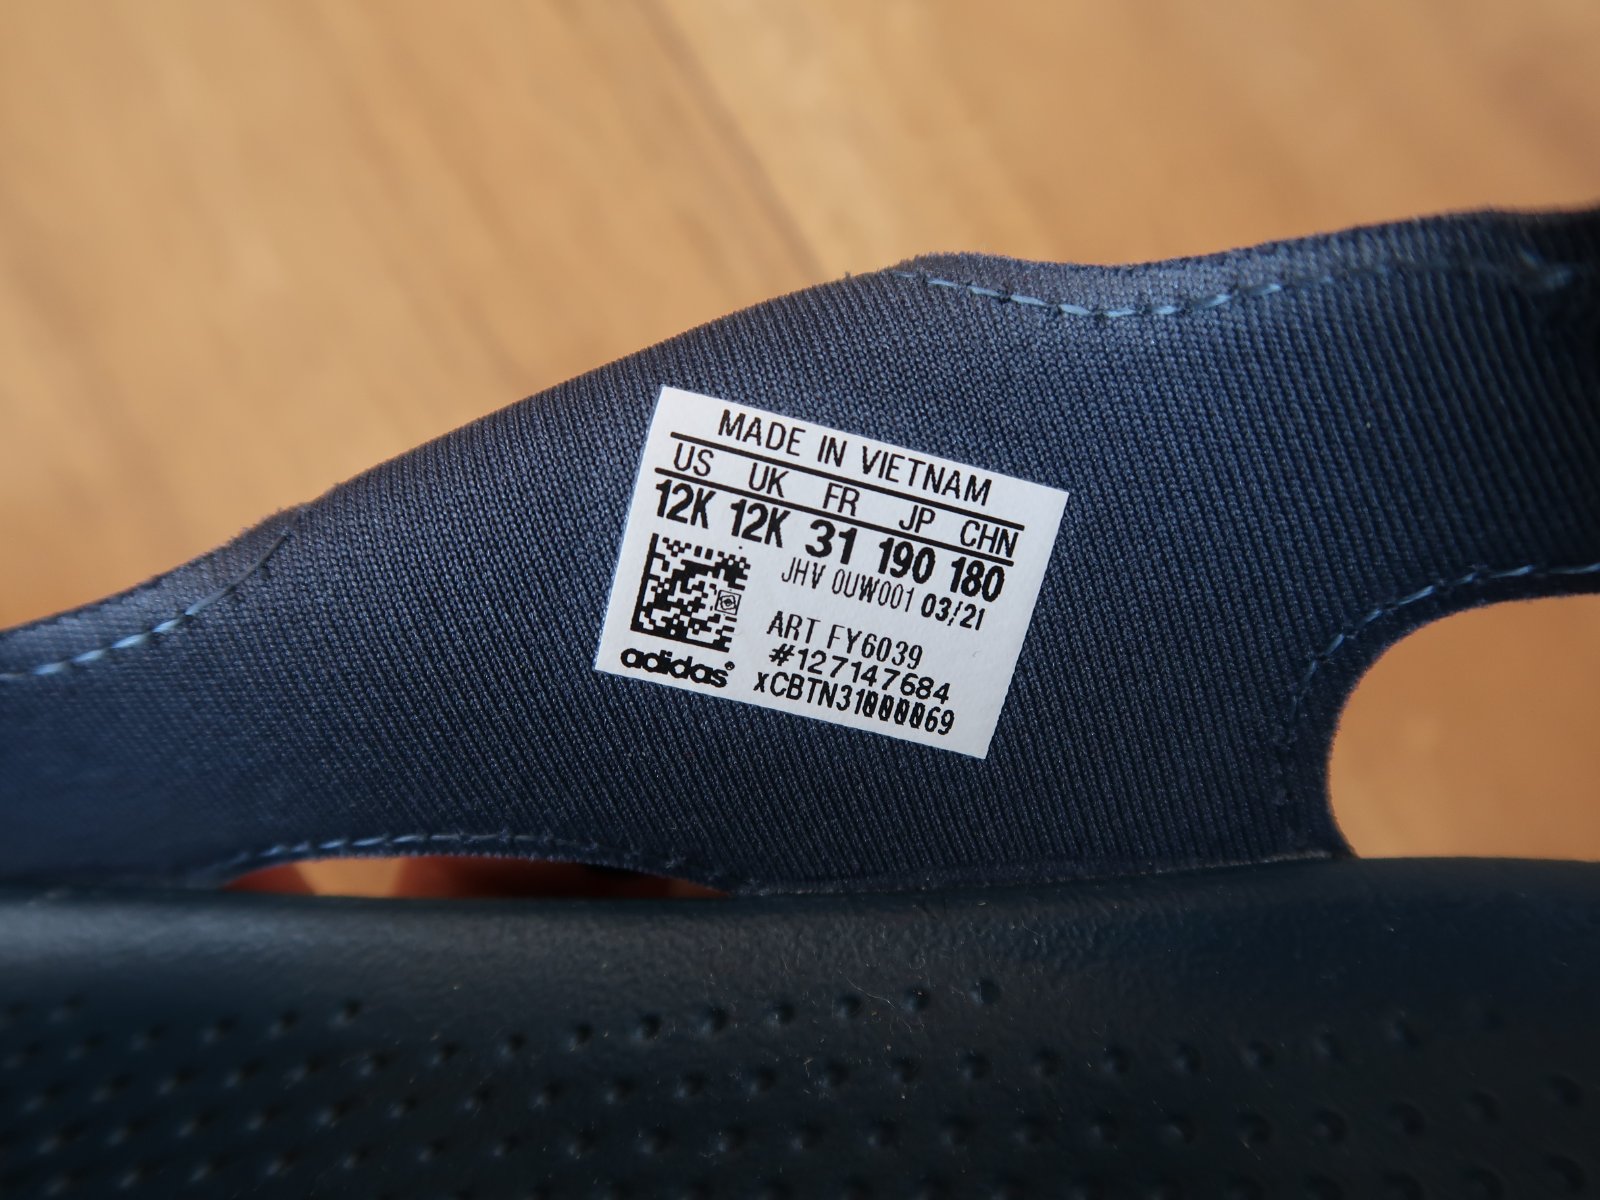 MADE IN VIETNAM
US UK FR JP CHN
12K 12K 31 190 180
JHV 0UW001 03/21
ART FY6039
#127147684
xCBTN31000069
adidas®